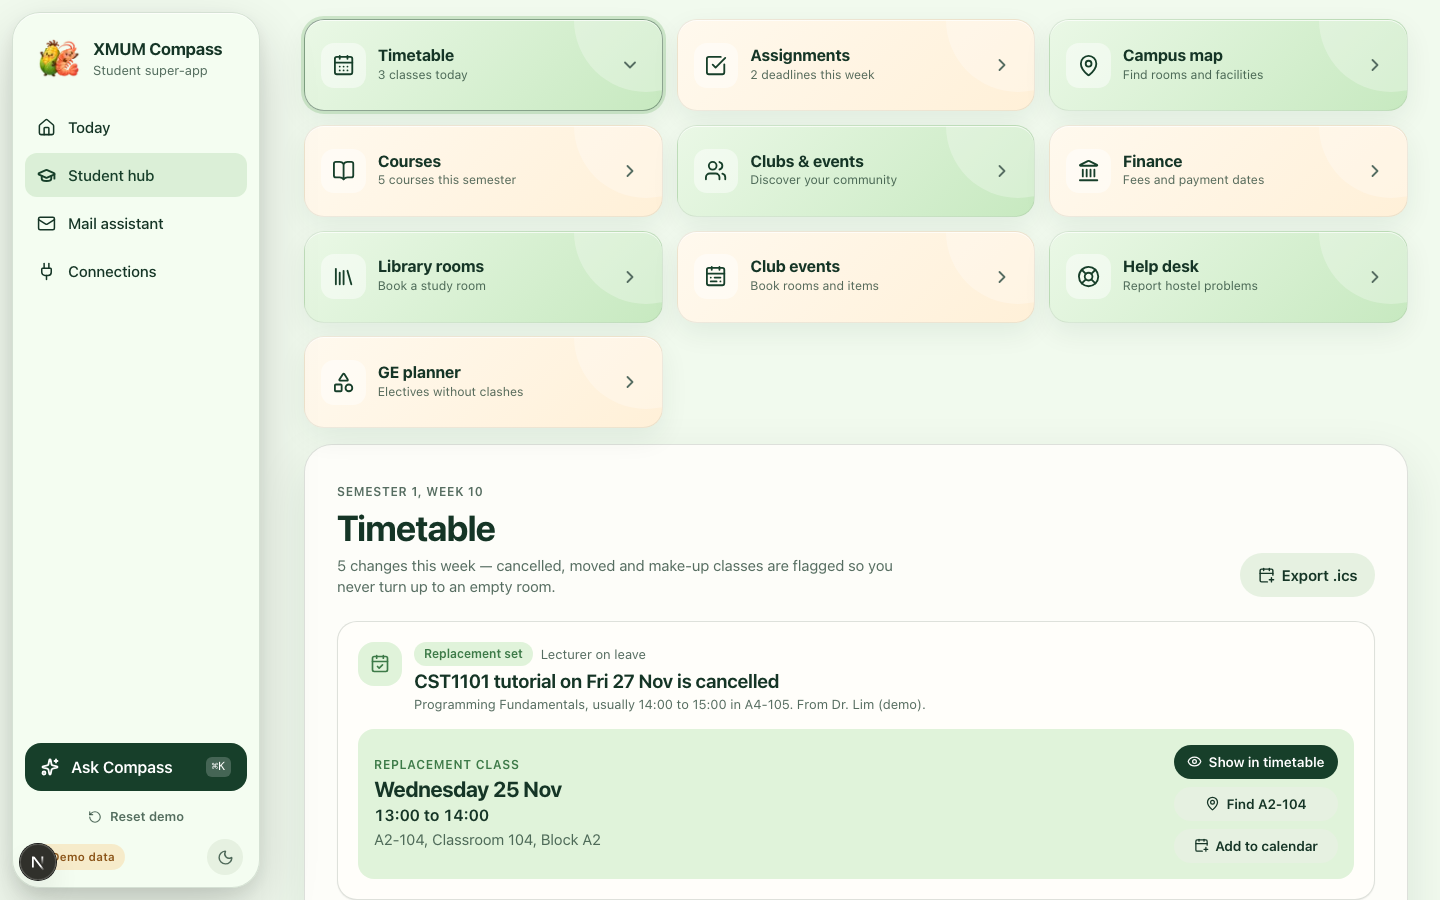 XMUM Compass
Student super-app
Today
Student hub
Mail assistant
Connections
Ask Compass ⌘K
Reset demo
N
Demo data
Timetable
3 classes today
Assignments
2 deadlines this week
Campus map
Find rooms and facilities
Courses
5 courses this semester
Clubs & events
Discover your community
Finance
Fees and payment dates
Library rooms
Book a study room
Club events
Book rooms and items
Help desk
Report hostel problems
GE planner
Electives without clashes
SEMESTER 1, WEEK 10
Timetable
5 changes this week — cancelled, moved and make-up classes are flagged so you
never turn up to an empty room.
Export .ics
Replacement set Lecturer on leave
CST1101 tutorial on Fri 27 Nov is cancelled
Programming Fundamentals, usually 14:00 to 15:00 in A4-105. From Dr. Lim (demo).
REPLACEMENT CLASS
Wednesday 25 Nov
13:00 to 14:00
A2-104, Classroom 104, Block A2
Show in timetable
Find A2-104
Add to calendar